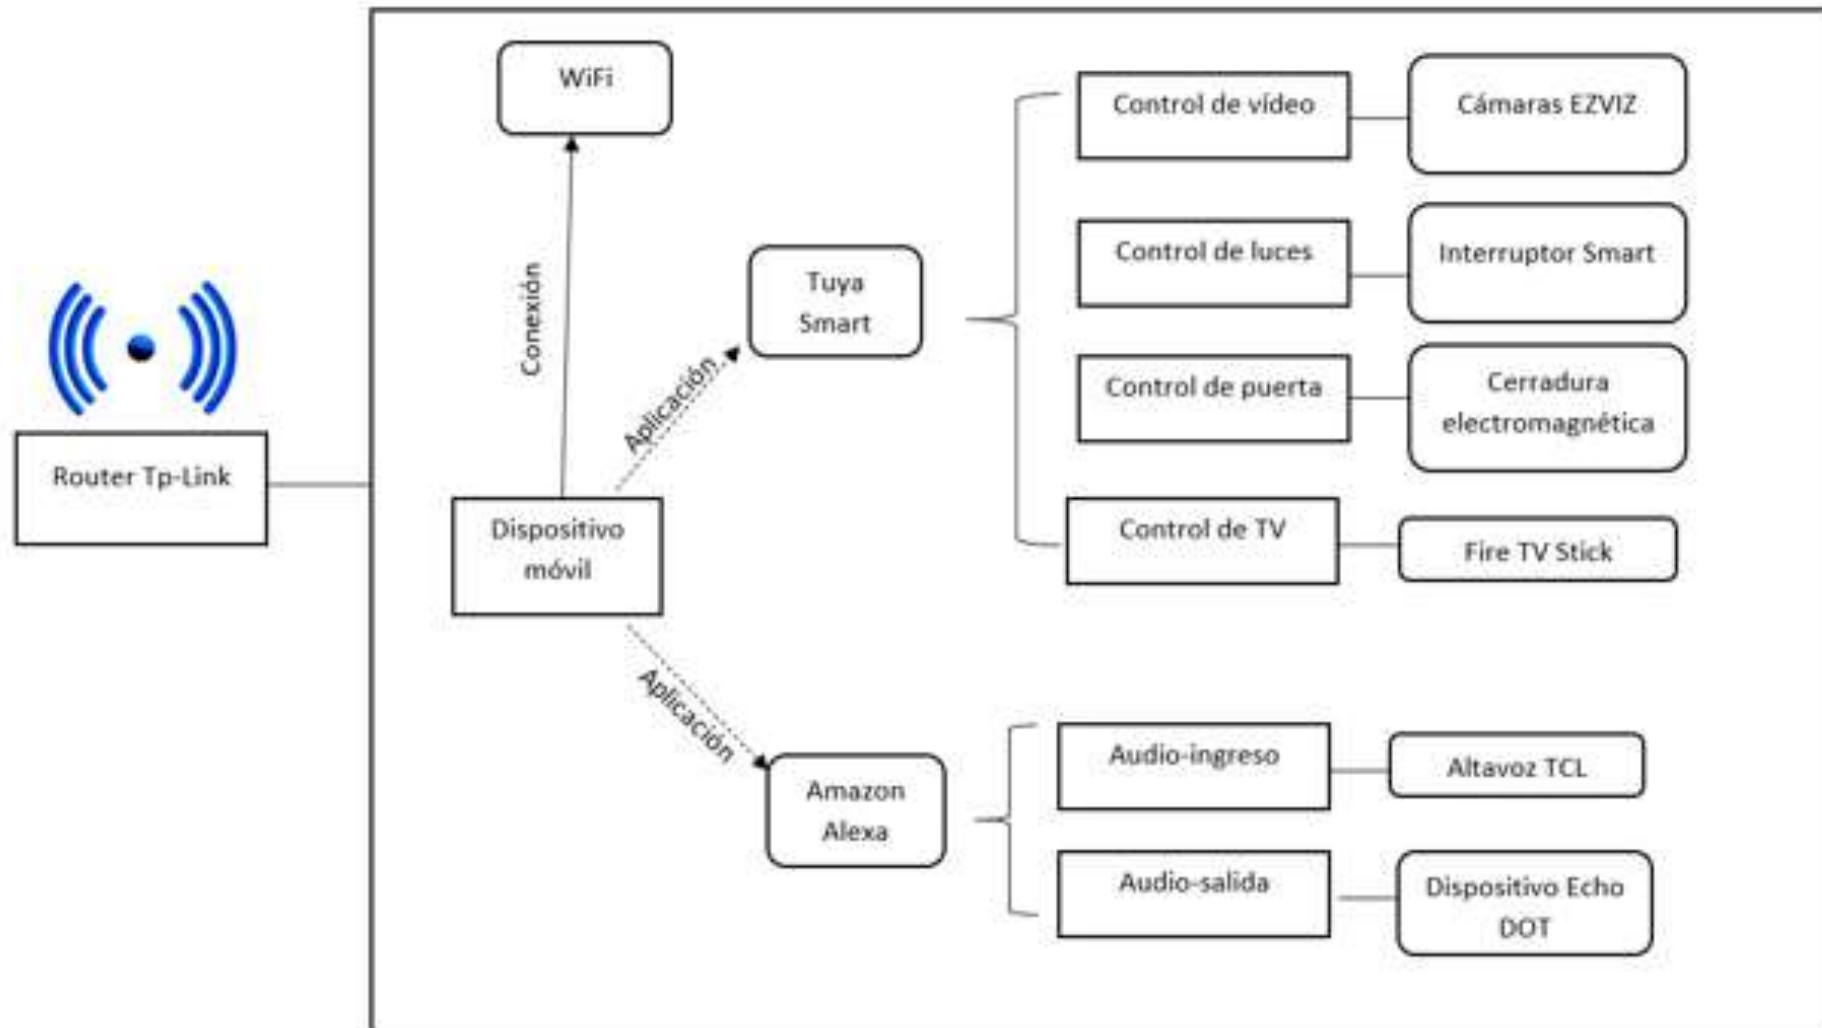 WiFi
Control de vídeo
Cámaras EZVIZ
Control de luces
Interruptor Smart
Tuya
Smart
Conexión
Aplicación
Control de puerta
Cerradura
electromagnética
Router Tp-Link
Dispositivo
móvil
Control de TV
Fire TV Stick
Aplicación
Amazon
Alexa
Audio-ingreso
Altavoz TCL
Audio-salida
Dispositivo Echo
DOT